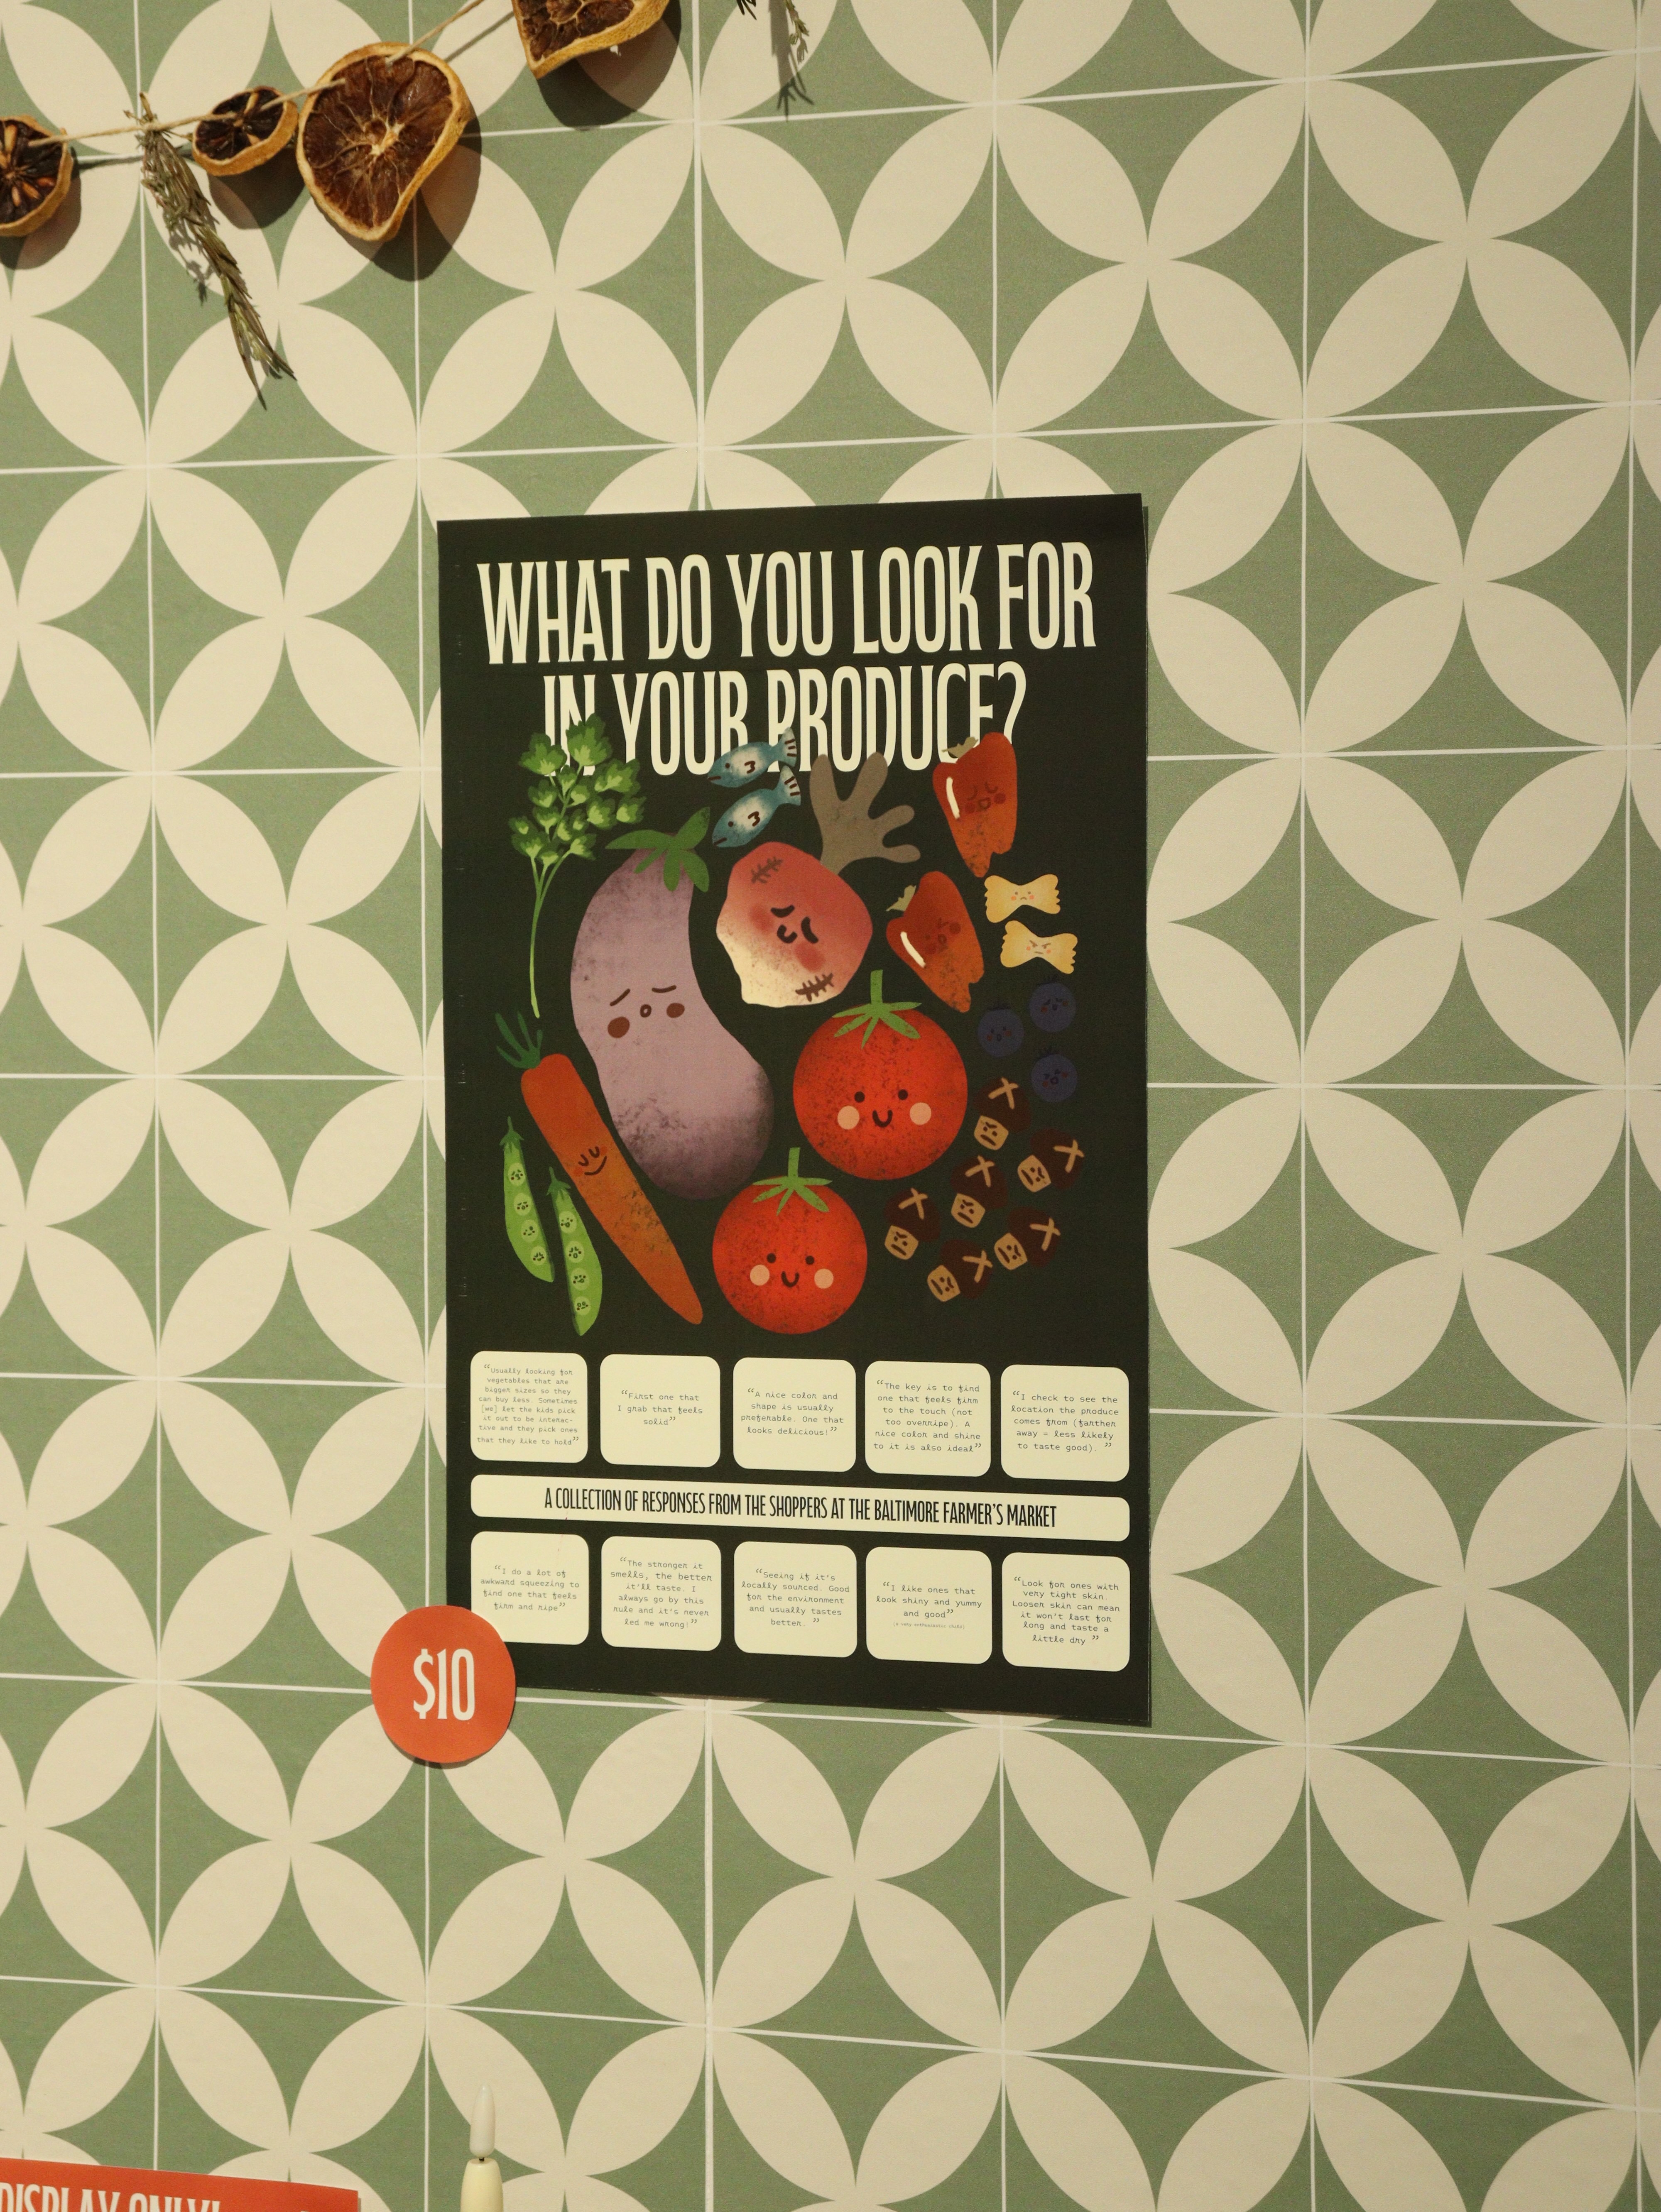 WHAT DO YOU LOOK FOR
IN YOUR PRODUCE?
“Usually looking for
vegetables that are
bigger sizes so they
can buy less. Sometimes
[we] let the kids pick
it out to be interac-
tive and they pick ones
that they like to hold”
“First one that
I grab that feels
solid”
“A nice color and
shape is usually
preferable. One that
looks delicious!”
“The key is to find
one that feels firm
to the touch (not
too overripe). A
nice color and shine
to it is also ideal”
“I check to see the
location the produce
comes from (farther
away = less likely
to taste good). ”
A COLLECTION OF RESPONSES FROM THE SHOPPERS AT THE BALTIMORE FARMER'S MARKET
“I do a lot of
awkward squeezing to
find one that feels
firm and ripe”
“The stronger it
smells, the better
it'll taste. I
always go by this
rule and it's never
led me wrong!”
“Seeing if it's
locally sourced. Good
for the environment
and usually tastes
better. ”
“I like ones that
look shiny and yummy
and good”
(a very enthusiastic child)
“Look for ones with
very tight skin.
Looser skin can mean
it won't last for
long and taste a
little dry ”
$10
DISPLAY ONLY!